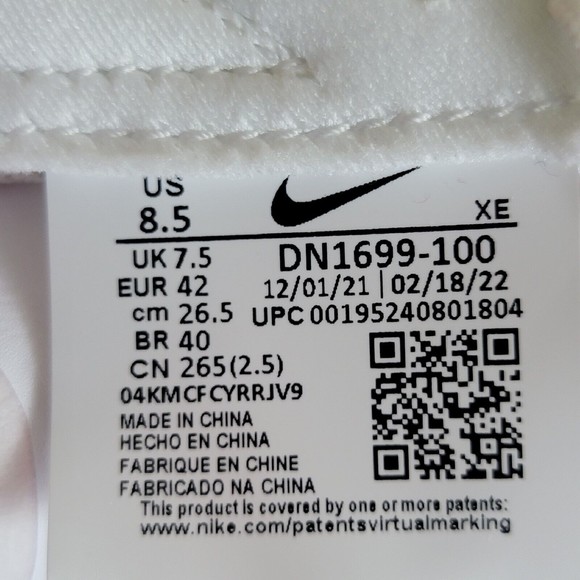 US
8.5 XE
UK 7.5 DN1699-100
EUR 42 12/01/21 | 02/18/22
cm 26.5 UPC 00195240801804
BR 40
CN 265(2.5)
04KMCFCYRRJV9
MADE IN CHINA
HECHO EN CHINA
FABRIQUE EN CHINE
FABRICADO NA CHINA
This product is covered by one or more patents:
www.nike.com/patentsvirtualmarking